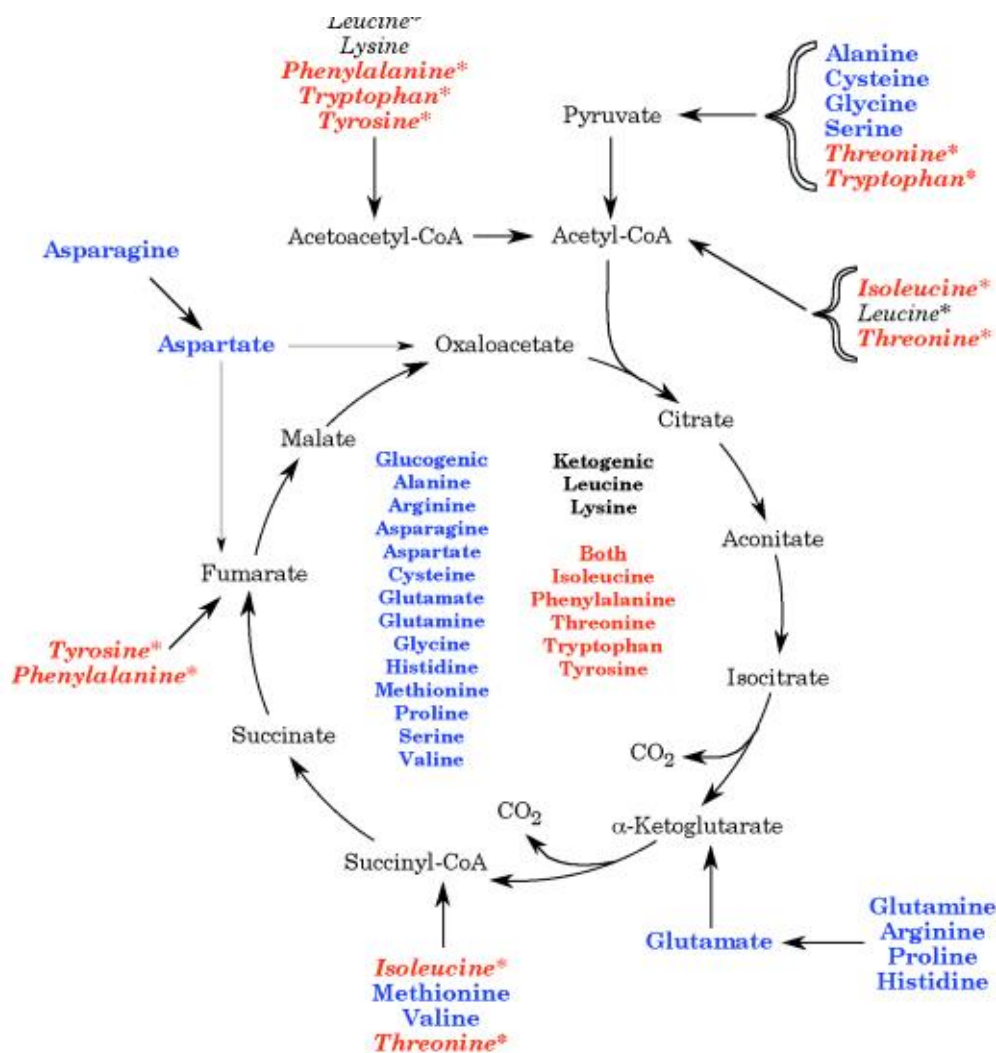 Leucine*
Lysine
Phenylalanine*
Tryptophan*
Tyrosine*
Pyruvate
Alanine
Cysteine
Glycine
Serine
Threonine*
Tryptophan*
Acetoacetyl-CoA
Acetyl-CoA
Asparagine
Aspartate
Isoleucine*
Leucine*
Threonine*
Oxaloacetate
Citrate
Malate
Glucogenic
Alanine
Arginine
Asparagine
Aspartate
Cysteine
Glutamate
Glutamine
Glycine
Histidine
Methionine
Proline
Serine
Valine
Ketogenic
Leucine
Lysine
Both
Isoleucine
Phenylalanine
Threonine
Tryptophan
Tyrosine
Aconitate
Fumarate
Tyrosine*
Phenylalanine*
Isocitrate
Succinate
CO2
CO2
α-Ketoglutarate
Succinyl-CoA
Glutamate
Glutamine
Arginine
Proline
Histidine
Isoleucine*
Methionine
Valine
Threonine*